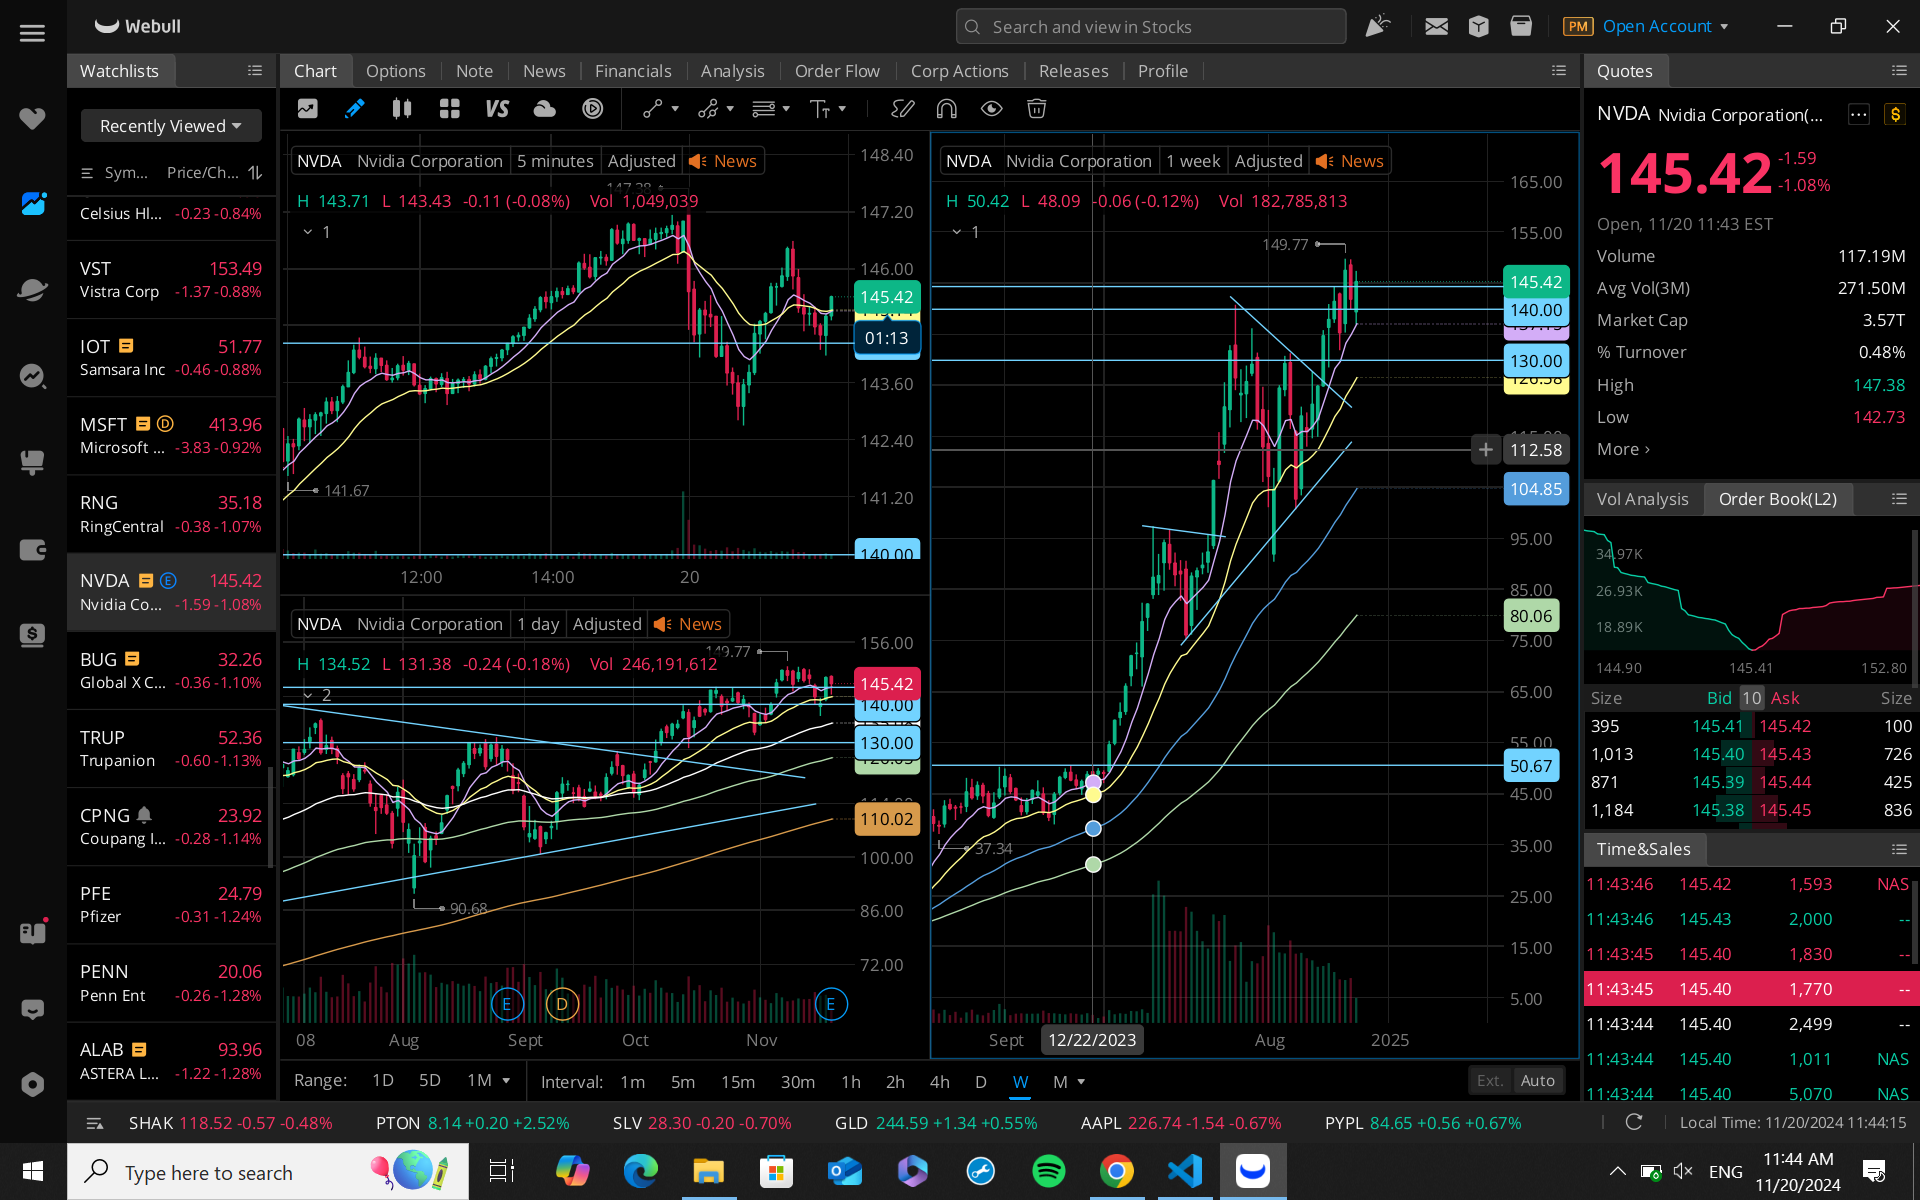 Webull
Search and view in Stocks
PM Open Account
Watchlists
Chart Options Note News Financials Analysis Order Flow Corp Actions Releases Profile
Quotes
Recently Viewed
Sym... Price/Ch...
Celsius Hl... -0.23 -0.84%
VST 153.49
Vistra Corp -1.37 -0.88%
IOT 51.77
Samsara Inc -0.46 -0.88%
MSFT D 413.96
Microsoft ... -3.83 -0.92%
RNG 35.18
RingCentral -0.38 -1.07%
NVDA E 145.42
Nvidia Co... -1.59 -1.08%
BUG 32.26
Global X C... -0.36 -1.10%
TRUP 52.36
Trupanion -0.60 -1.13%
CPNG 23.92
Coupang I... -0.28 -1.14%
PFE 24.79
Pfizer -0.31 -1.24%
PENN 20.06
Penn Ent -0.26 -1.28%
ALAB 93.96
ASTERA L... -1.22 -1.28%
VS
NVDA Nvidia Corporation 5 minutes Adjusted News
147.38
H 143.71 L 143.43 -0.11 (-0.08%) Vol 1,049,039
1
148.40
147.20
146.00
145.42
01:13
143.60
142.40
141.67
141.20
140.00
12:00 14:00 20
NVDA Nvidia Corporation 1 day Adjusted News
149.77
H 134.52 L 131.38 -0.24 (-0.18%) Vol 246,191,612
2
156.00
145.42
140.00
130.00
110.02
100.00
90.68
86.00
72.00
E D E
08 Aug Sept Oct Nov
NVDA Nvidia Corporation 1 week Adjusted News
H 50.42 L 48.09 -0.06 (-0.12%) Vol 182,785,813
1
149.77
165.00
155.00
145.42
140.00
130.00
126.58
112.58
104.85
95.00
85.00
80.06
75.00
65.00
55.00
50.67
45.00
37.34
35.00
25.00
15.00
5.00
Sept 12/22/2023 Aug 2025
Range: 1D 5D 1M Interval: 1m 5m 15m 30m 1h 2h 4h D W M Ext. Auto
NVDA Nvidia Corporation(...
145.42 -1.59
-1.08%
Open, 11/20 11:43 EST
Volume 117.19M
Avg Vol(3M) 271.50M
Market Cap 3.57T
% Turnover 0.48%
High 147.38
Low 142.73
More
Vol Analysis Order Book(L2)
34.97K
26.93K
18.89K
144.90 145.41 152.80
Size Bid 10 Ask Size
395 145.41 145.42 100
1,013 145.40 145.43 726
871 145.39 145.44 425
1,184 145.38 145.45 836
Time&Sales
11:43:46 145.42 1,593 NAS
11:43:46 145.43 2,000 --
11:43:45 145.40 1,830 --
11:43:45 145.40 1,770 --
11:43:44 145.40 2,499 --
11:43:44 145.40 1,011 NAS
11:43:44 145.40 5,070 NAS
SHAK 118.52 -0.57 -0.48% PTON 8.14 +0.20 +2.52% SLV 28.30 -0.20 -0.70% GLD 244.59 +1.34 +0.55% AAPL 226.74 -1.54 -0.67% PYPL 84.65 +0.56 +0.67% Local Time: 11/20/2024 11:44:15
Type here to search
ENG
11:44 AM
11/20/2024